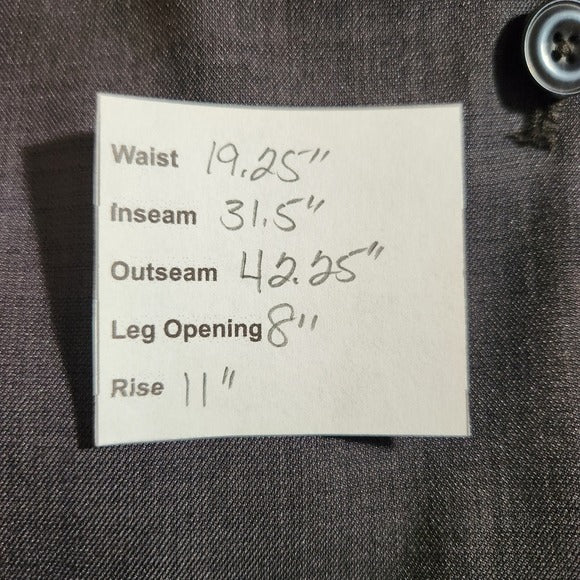 Waist 19.25"
Inseam 31.5"
Outseam 42.25"
Leg Opening 8"
Rise 11"